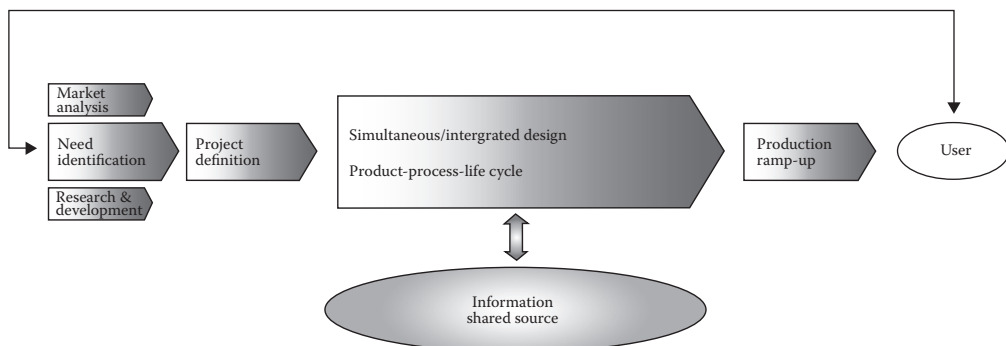 Market
analysis
Need
identification
Research &
development
Project
definition
Simultaneous/intergrated design
Product-process-life cycle
Production
ramp-up
User
Information
shared source